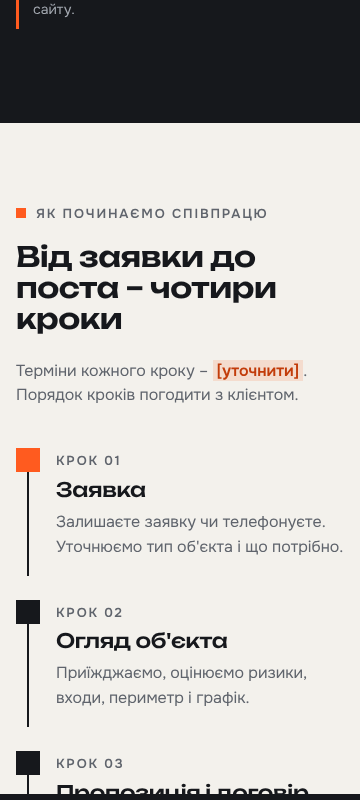 сайту.
ЯК ПОЧИНАЄМО СПІВПРАЦЮ
Від заявки до
поста – чотири
кроки
Терміни кожного кроку – [уточнити].
Порядок кроків погодити з клієнтом.
КРОК 01
Заявка
Залишаєте заявку чи телефонуєте.
Уточнюємо тип об'єкта і що потрібно.
КРОК 02
Огляд об'єкта
Приїжджаємо, оцінюємо ризики,
входи, периметр і графік.
КРОК 03
Пропозиція і договір